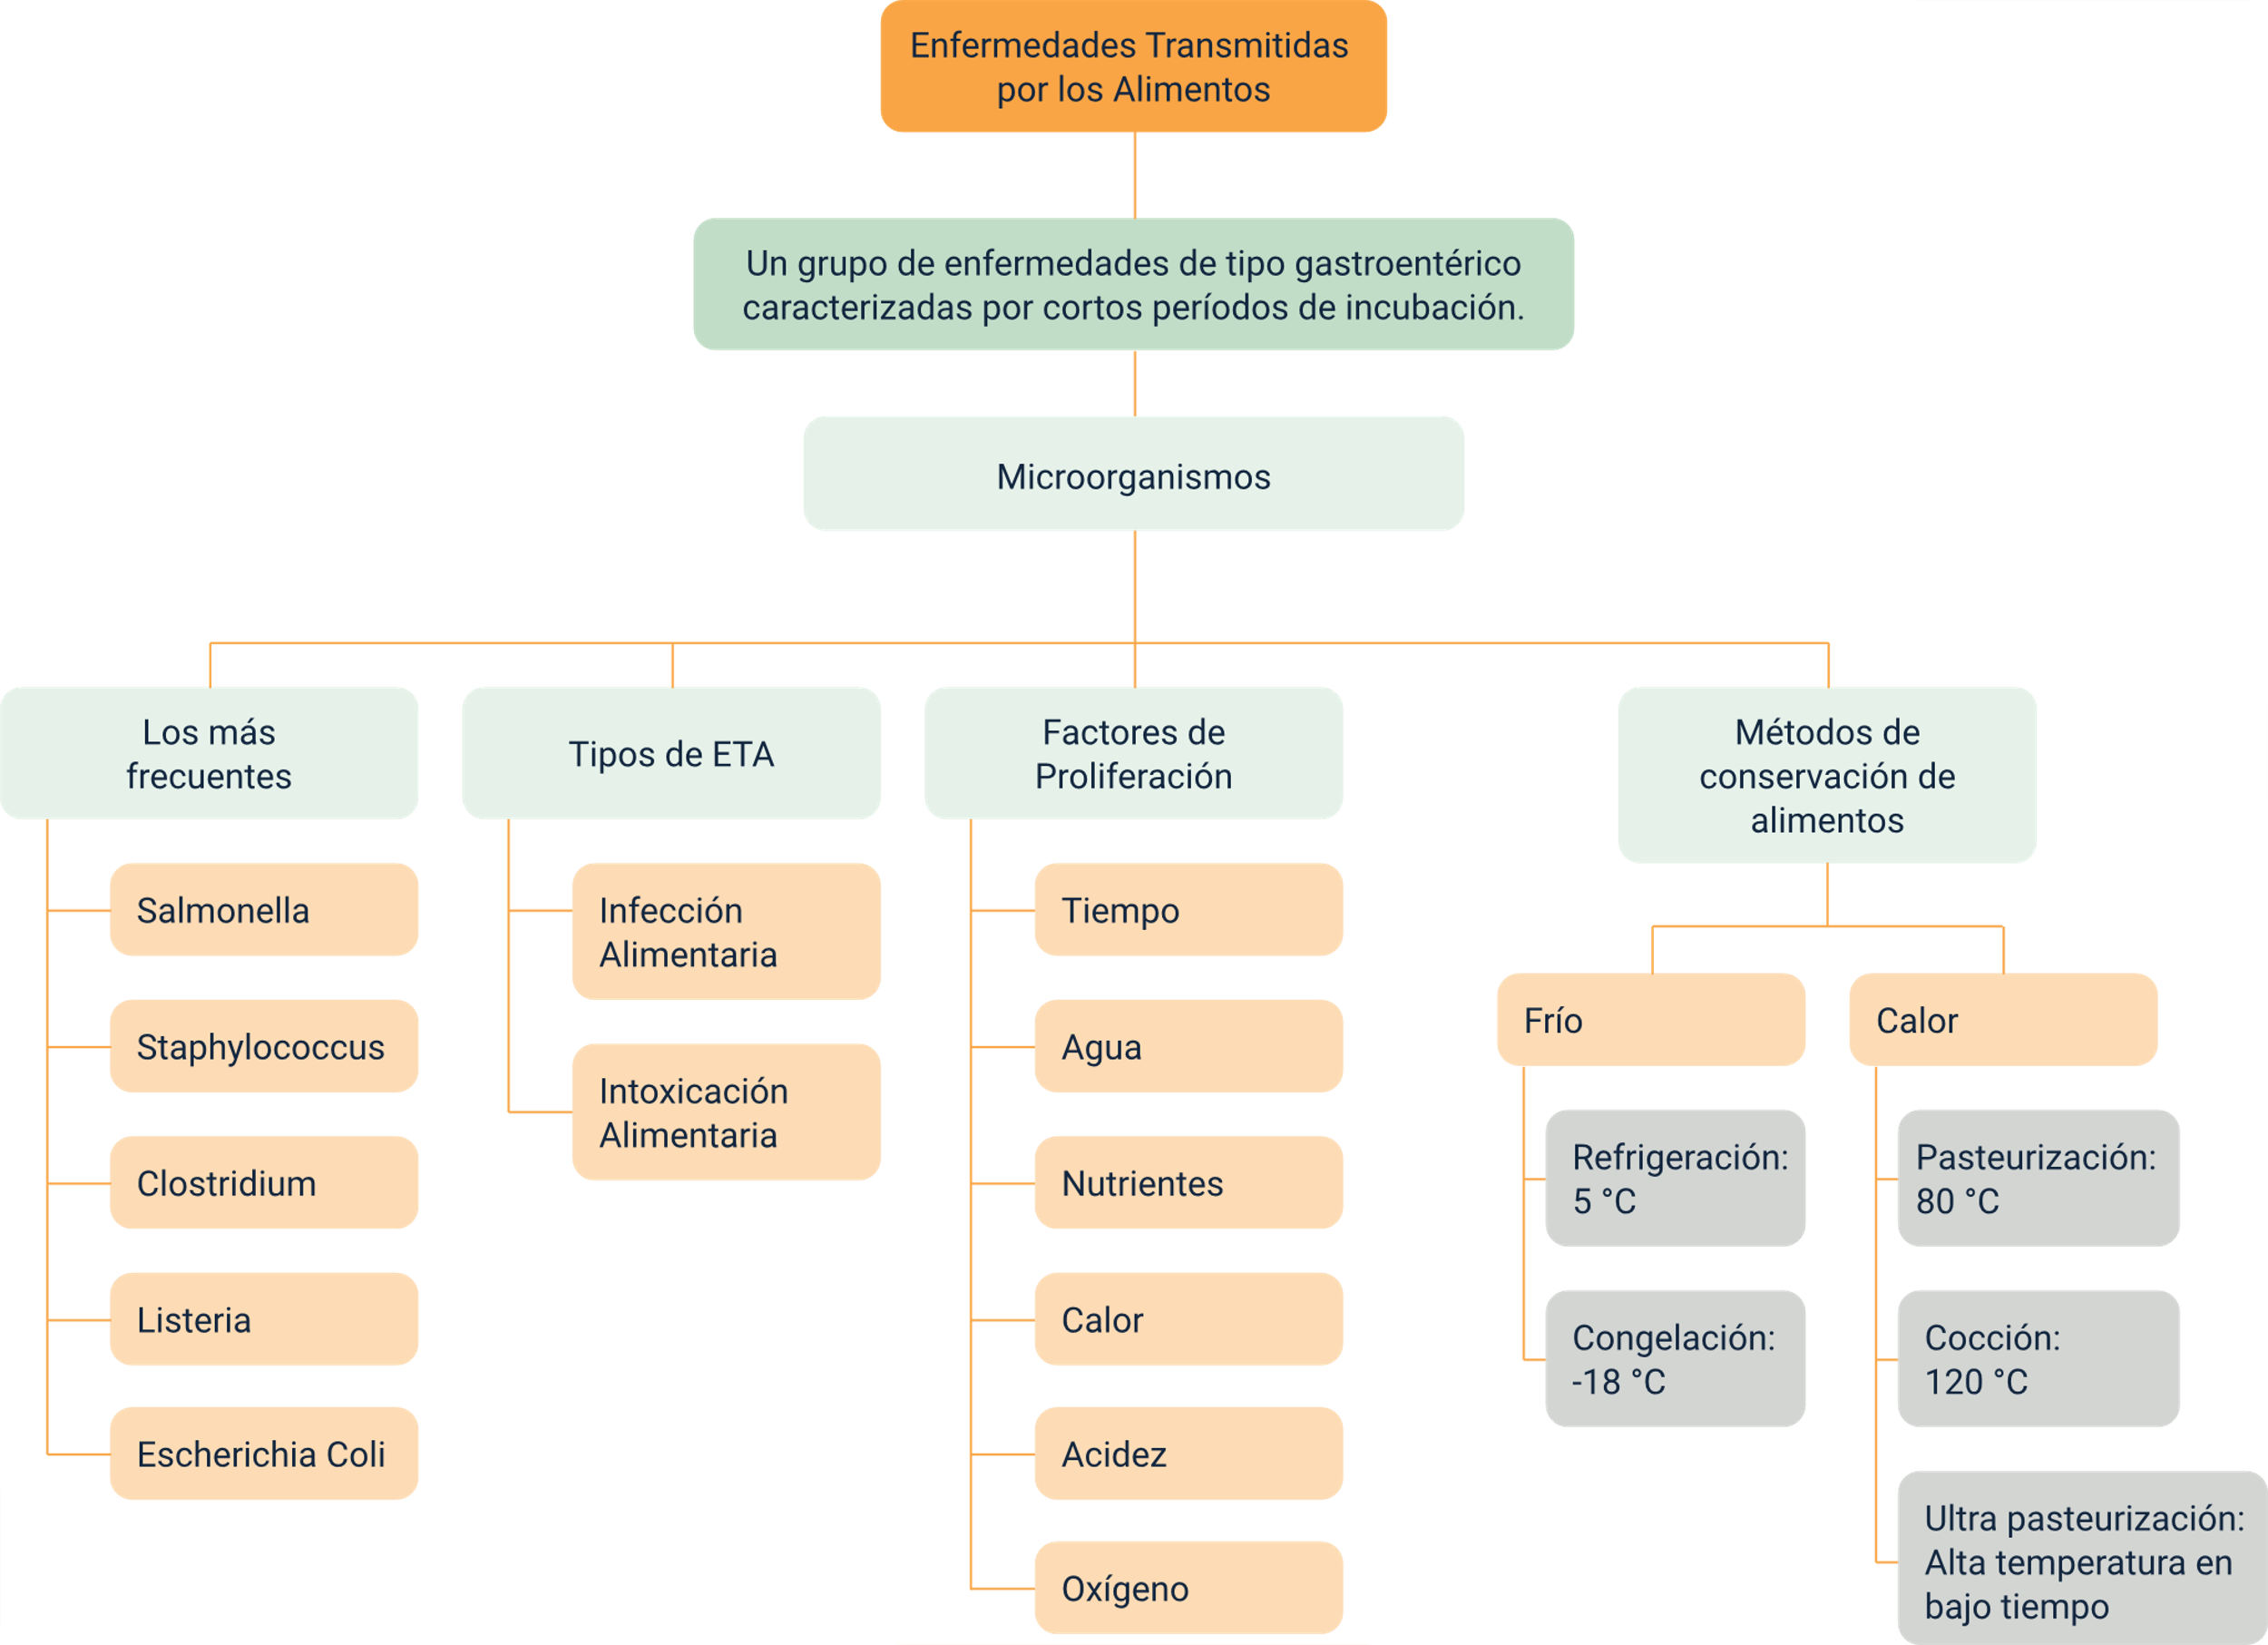 Enfermedades Transmitidas
por los Alimentos
Un grupo de enfermedades de tipo gastroentérico
caracterizadas por cortos períodos de incubación.
Microorganismos
Los más
frecuentes
Salmonella
Staphylococcus
Clostridium
Listeria
Escherichia Coli
Tipos de ETA
Infección
Alimentaria
Intoxicación
Alimentaria
Factores de
Proliferación
Tiempo
Agua
Nutrientes
Calor
Acidez
Oxígeno
Métodos de
conservación de
alimentos
Frío
Refrigeración:
5 °C
Congelación:
-18 °C
Calor
Pasteurización:
80 °C
Cocción:
120 °C
Ultra pasteurización:
Alta temperatura en
bajo tiempo